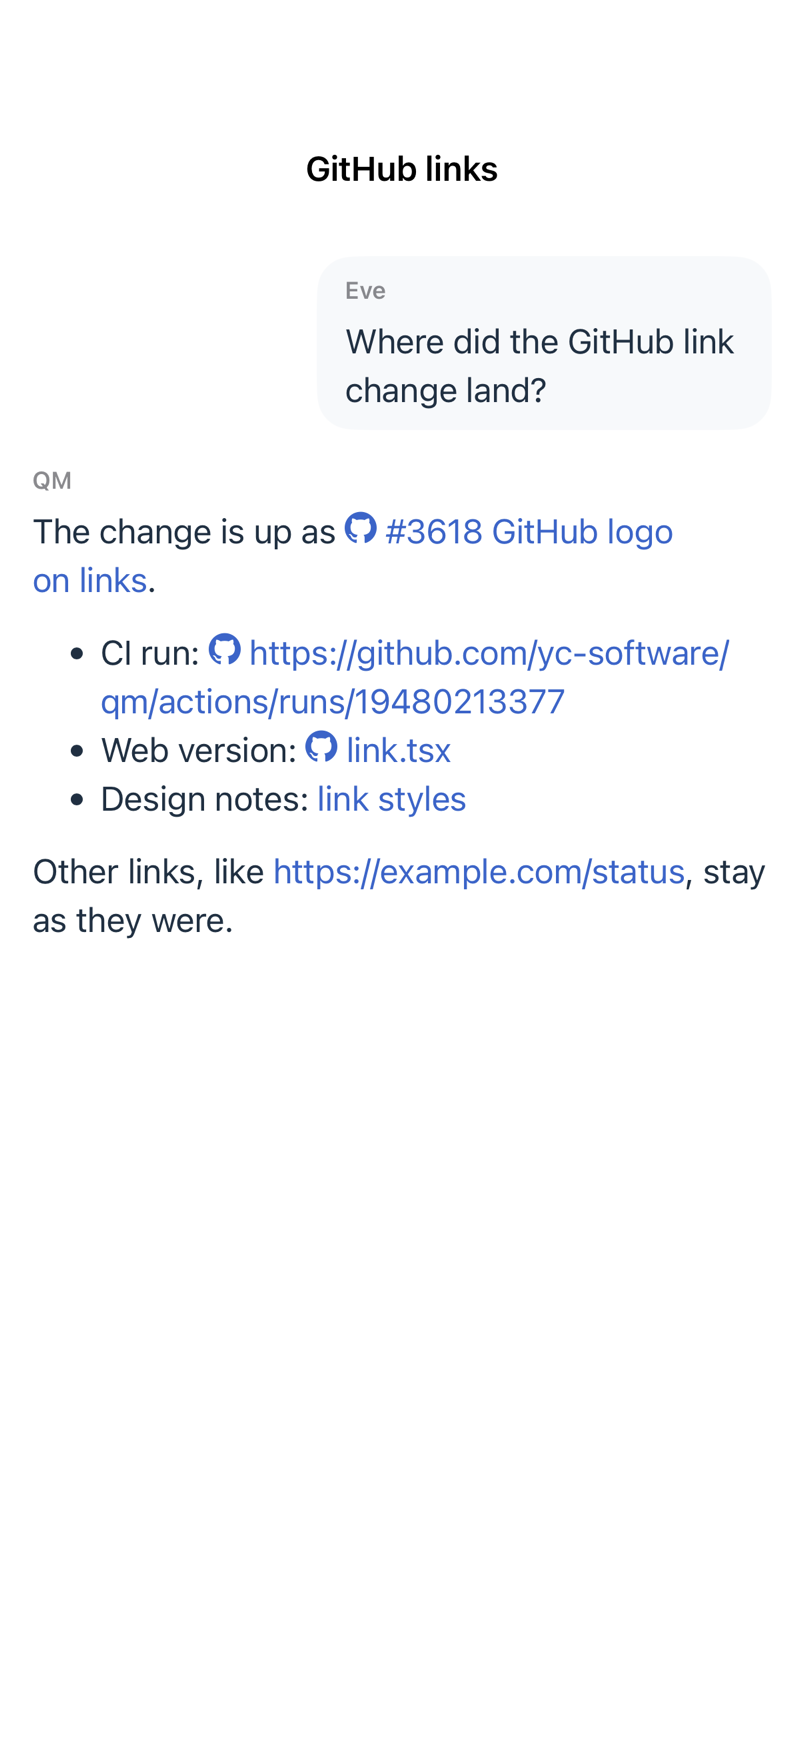 GitHub links
Eve
Where did the GitHub link
change land?
QM
The change is up as #3618 GitHub logo
on links.
• CI run: https://github.com/yc-software/
qm/actions/runs/19480213377
• Web version: link.tsx
• Design notes: link styles
Other links, like https://example.com/status, stay
as they were.